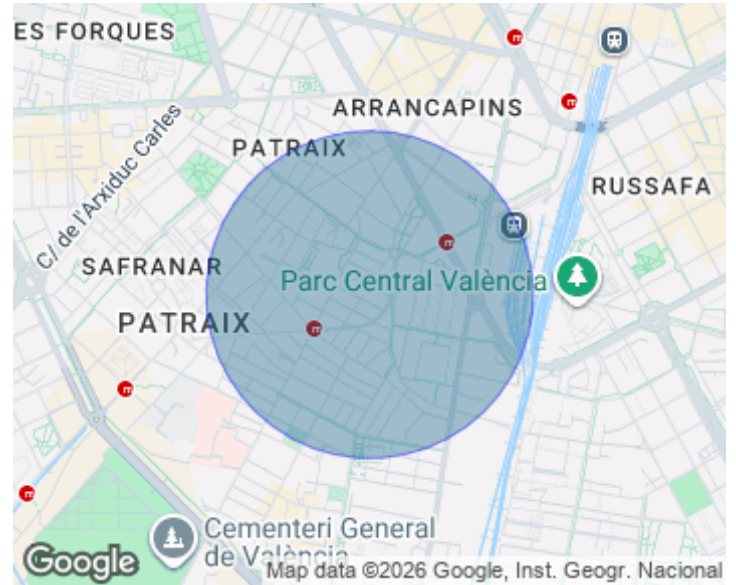 ES FORQUES
ARRANCAPINS
PATRAIX
RUSSAFA
C/ de l'Arxiduc Carles
SAFRANAR
Parc Central València
PATRAIX
Cementeri General
de València
Google
Map data ©2026 Google, Inst. Geogr. Nacional